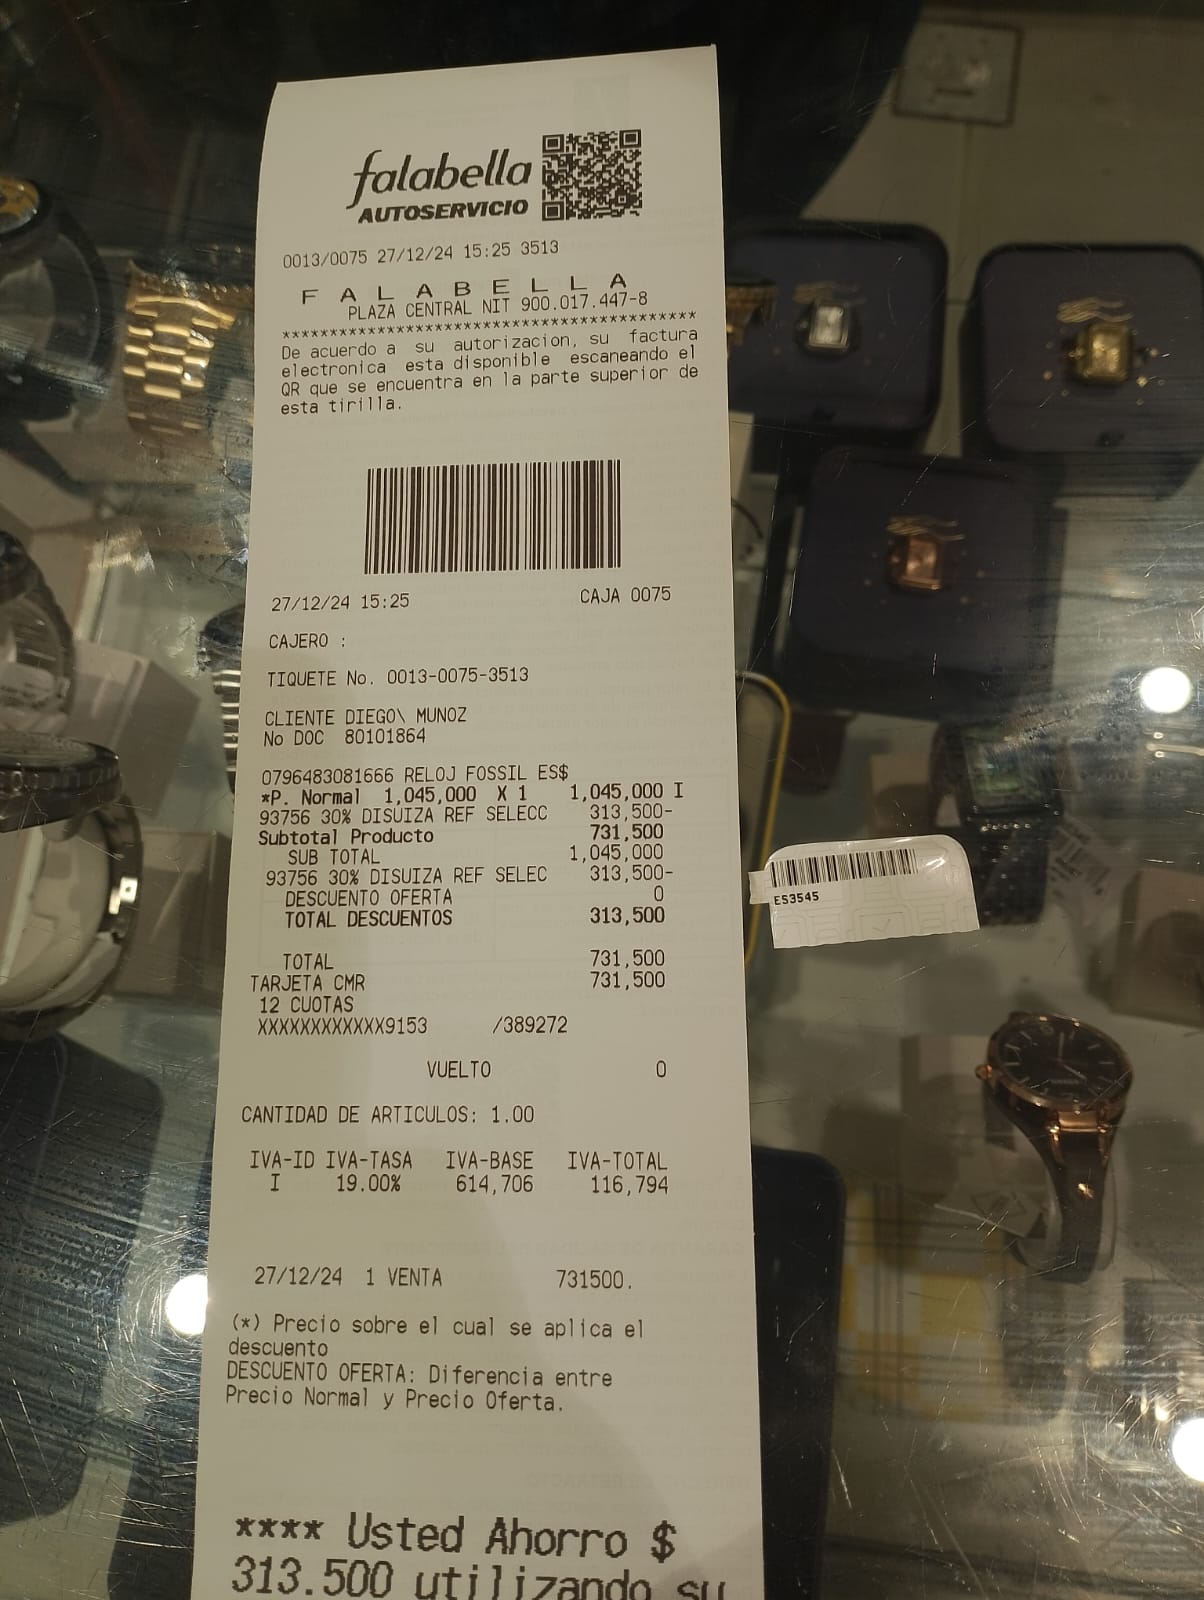 falabella
AUTOSERVICIO
0013/0075 27/12/24 15:25 3513
F A L A B E L L A
PLAZA CENTRAL NIT 900.017.447-8
********************************************
De acuerdo a su autorizacion, su factura
electronica esta disponible escaneando el
QR que se encuentra en la parte superior de
esta tirilla.
27/12/24 15:25 CAJA 0075
CAJERO :
TIQUETE No. 0013-0075-3513
CLIENTE DIEGO\ MUNOZ
No DOC 80101864
0796483081666 RELOJ FOSSIL ES$
*P. Normal 1,045,000 X 1 1,045,000 I
93756 30% DISUIZA REF SELECC 313,500-
Subtotal Producto 731,500
SUB TOTAL 1,045,000
93756 30% DISUIZA REF SELEC 313,500-
DESCUENTO OFERTA 0
TOTAL DESCUENTOS 313,500
TOTAL 731,500
TARJETA CMR 731,500
12 CUOTAS
XXXXXXXXXXXX9153 /389272
VUELTO 0
CANTIDAD DE ARTICULOS: 1.00
IVA-ID IVA-TASA IVA-BASE IVA-TOTAL
I 19.00% 614,706 116,794
27/12/24 1 VENTA 731500.
(*) Precio sobre el cual se aplica el
descuento
DESCUENTO OFERTA: Diferencia entre
Precio Normal y Precio Oferta.
**** Usted Ahorro $
313.500 utilizando su
ES3545